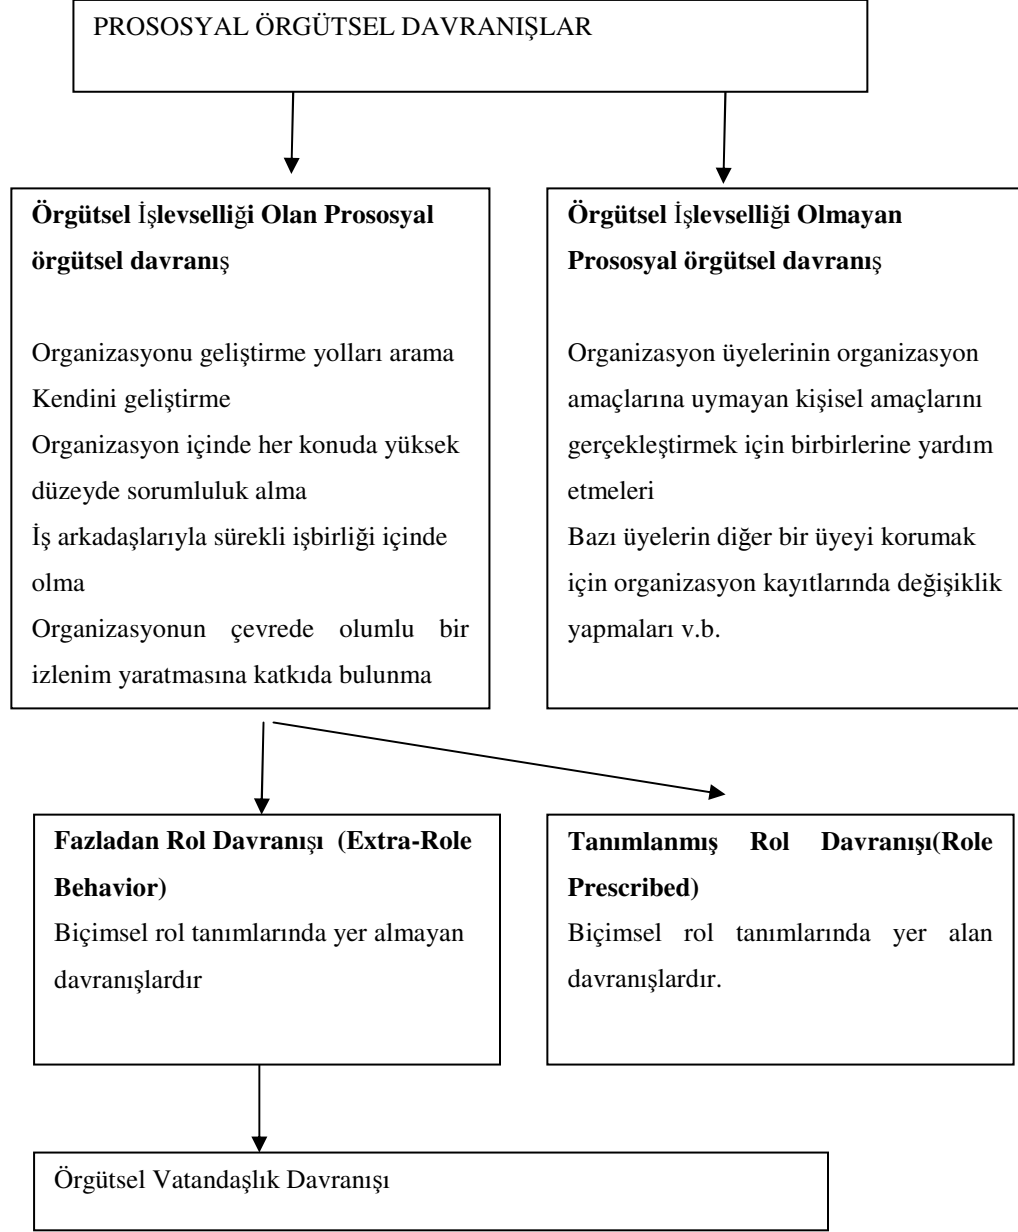 PROSOSYAL ÖRGÜTSEL DAVRANIŞLAR
Örgütsel İşlevselliği Olan Prososyal
örgütsel davranış
Organizasyonu geliştirme yolları arama
Kendini geliştirme
Organizasyon içinde her konuda yüksek
düzeyde sorumluluk alma
İş arkadaşlarıyla sürekli işbirliği içinde
olma
Organizasyonun çevrede olumlu bir
izlenim yaratmasına katkıda bulunma
Örgütsel İşlevselliği Olmayan
Prososyal örgütsel davranış
Organizasyon üyelerinin organizasyon
amaçlarına uymayan kişisel amaçlarını
gerçekleştirmek için birbirlerine yardım
etmeleri
Bazı üyelerin diğer bir üyeyi korumak
için organizasyon kayıtlarında değişiklik
yapmaları v.b.
Fazladan Rol Davranışı (Extra-Role
Behavior)
Biçimsel rol tanımlarında yer almayan
davranışlardır
Tanımlanmış Rol Davranışı(Role
Prescribed)
Biçimsel rol tanımlarında yer alan
davranışlardır.
Örgütsel Vatandaşlık Davranışı